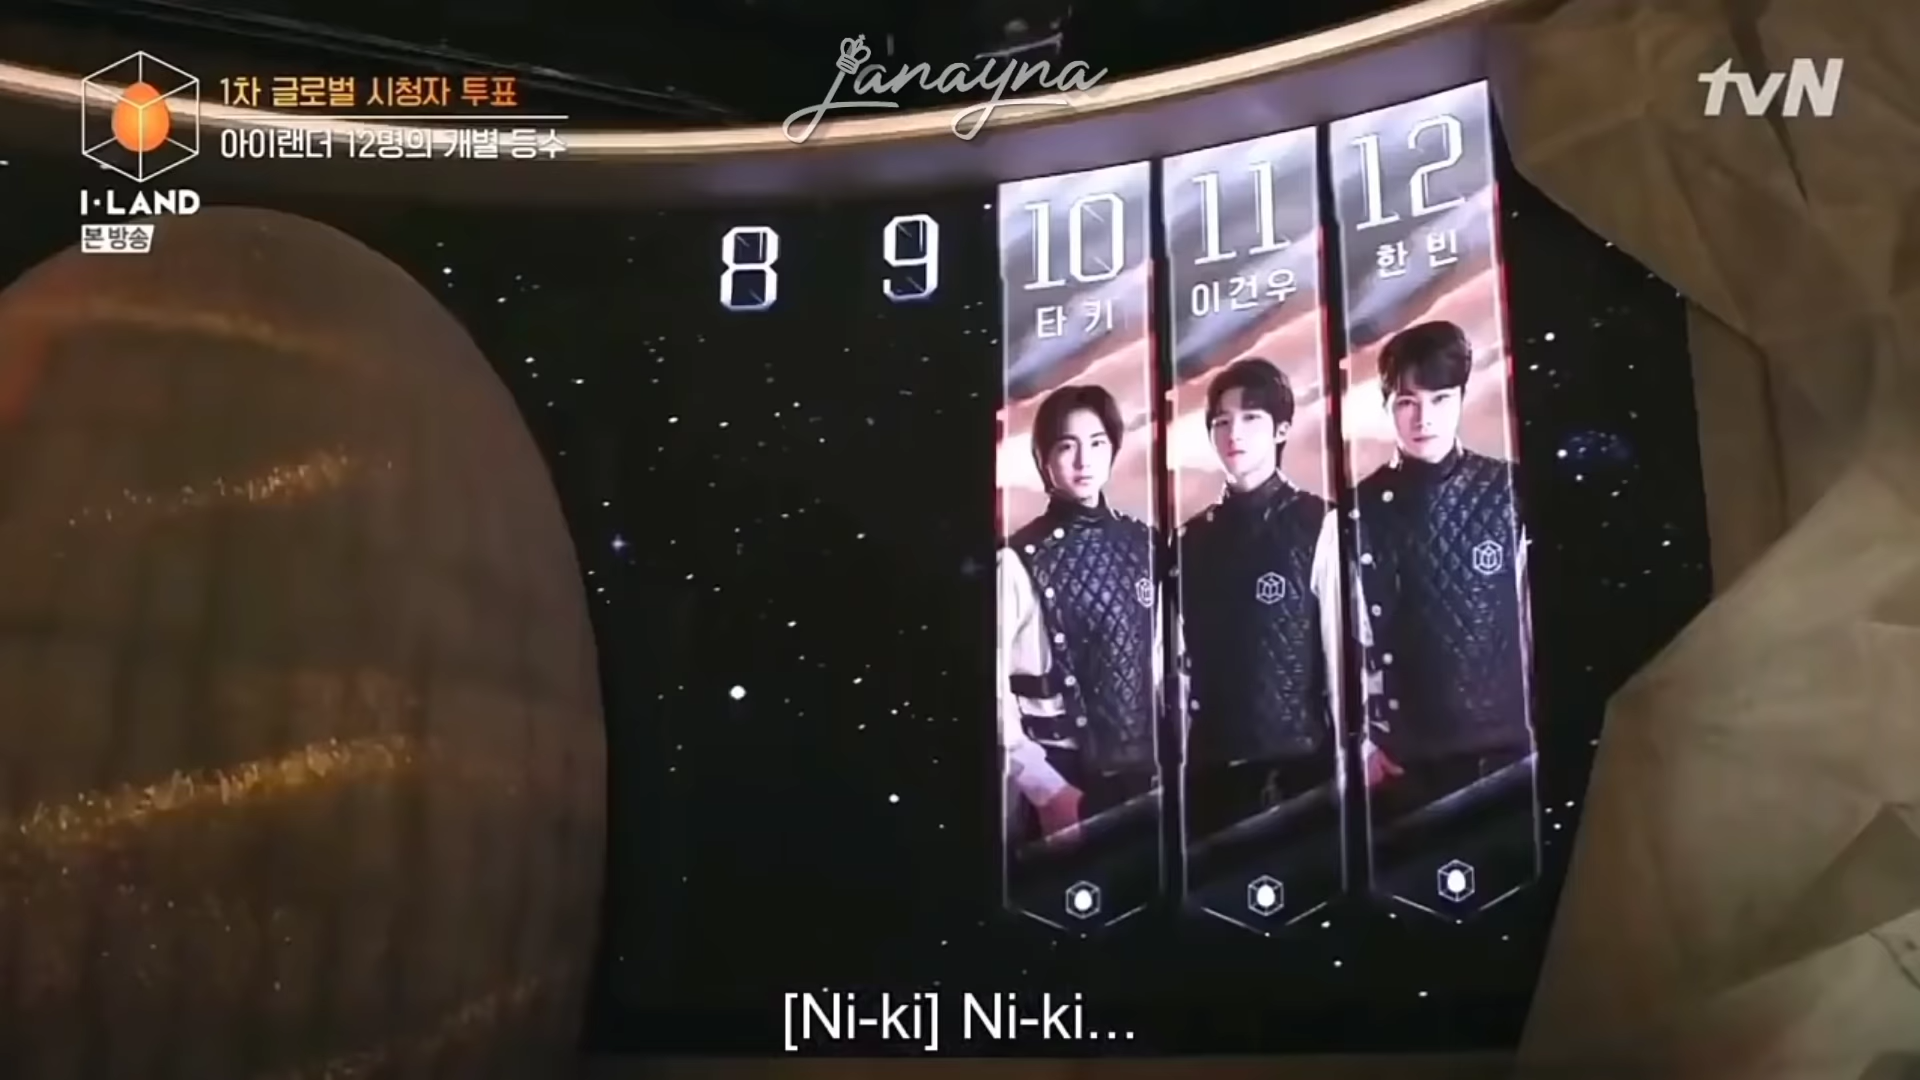 janayna
tvN
1차 글로벌 시청자 투표
아이랜더 12명의 개별 등수
I·LAND
본 방송
8
9
10
타키
11
이건우
12
한빈
[Ni-ki] Ni-ki...